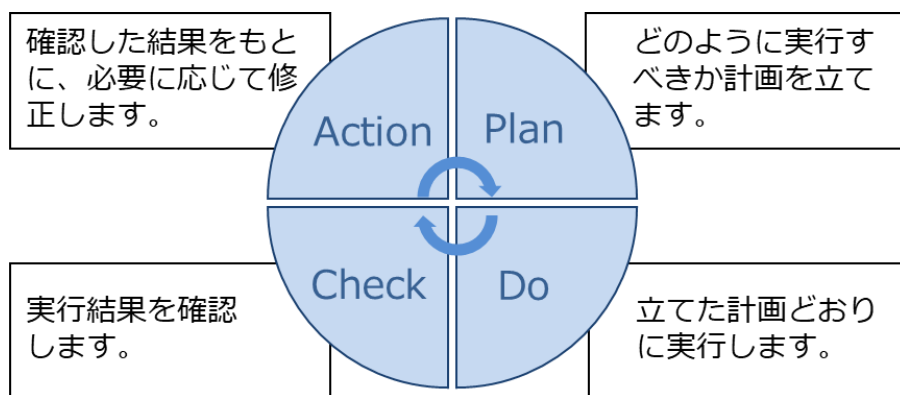 確認した結果をもと
に、必要に応じて修
正します。
Action
Plan
どのように実行す
べきか計画を立て
ます。
実行結果を確認
します。
Check
Do
立てた計画どおり
に実行します。